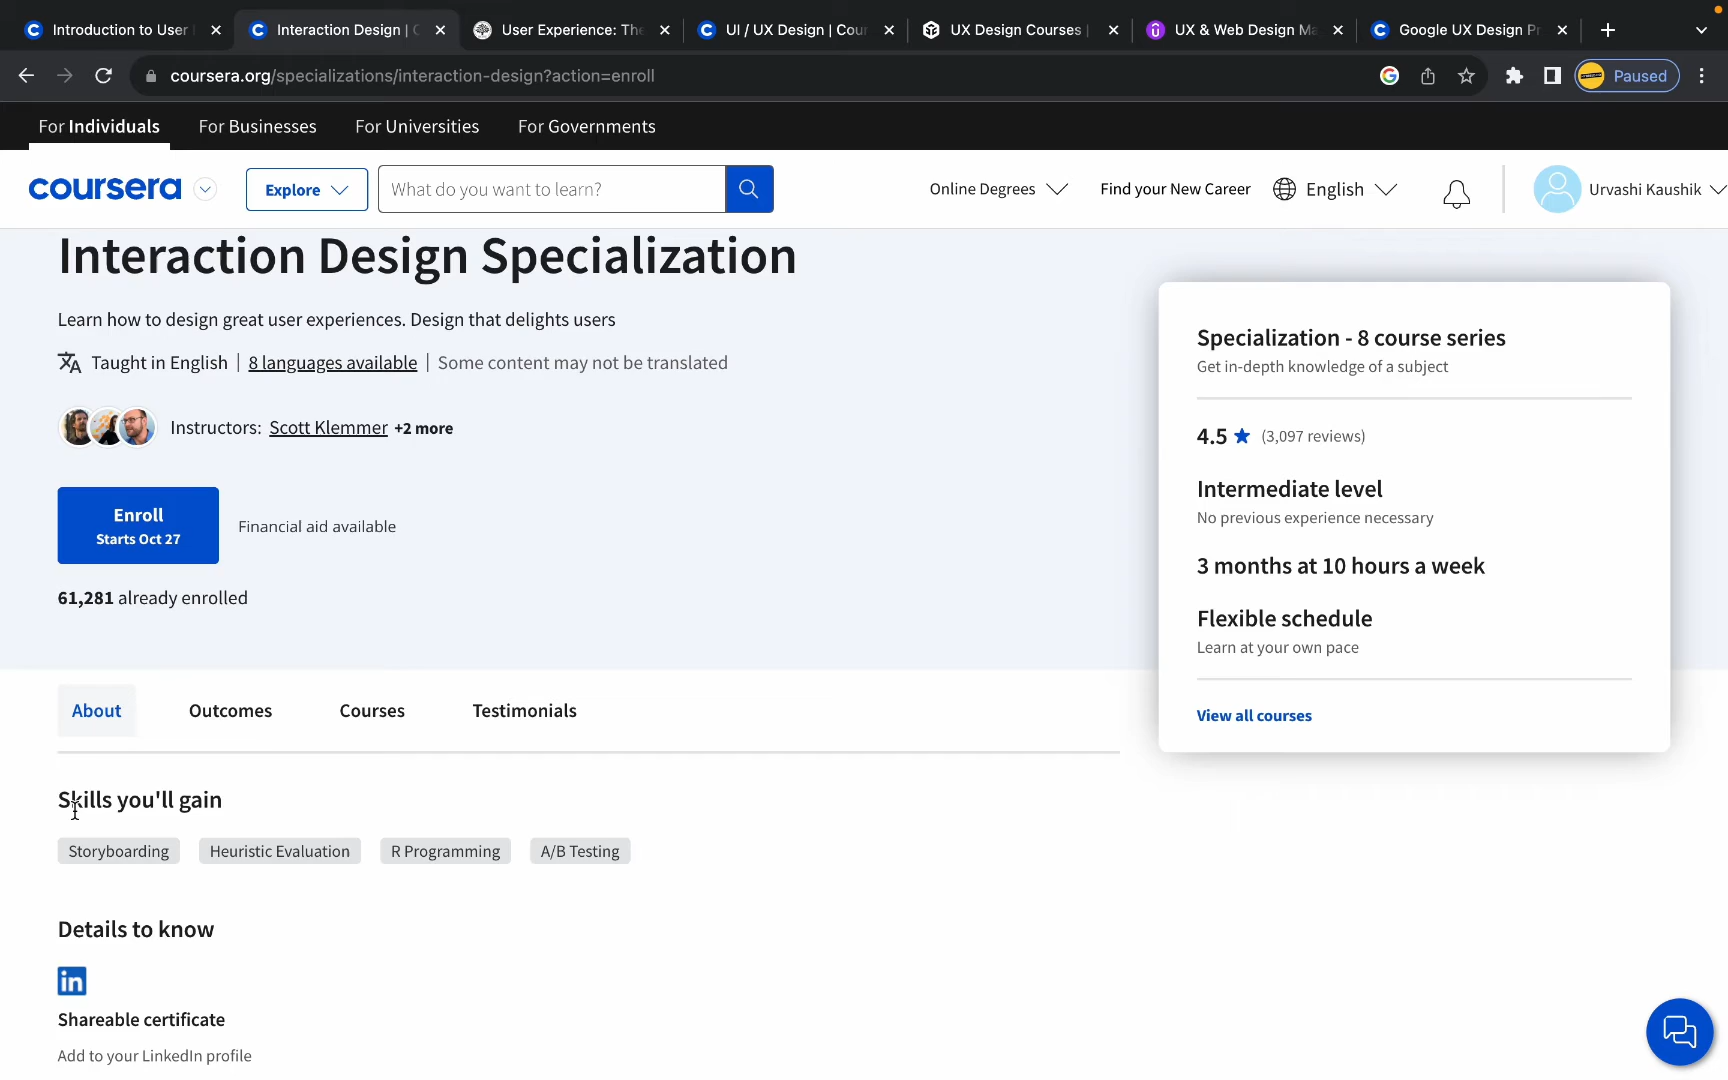 Introduction to User
Interaction Design |
User Experience: The
UI / UX Design | Cour
UX Design Courses |
UX & Web Design Ma
Google UX Design Pr
coursera.org/specializations/interaction-design?action=enroll
Paused
For Individuals
For Businesses
For Universities
For Governments
coursera
Explore
What do you want to learn?
Online Degrees
Find your New Career
English
Urvashi Kaushik
Interaction Design Specialization
Learn how to design great user experiences. Design that delights users
Taught in English | 8 languages available | Some content may not be translated
Instructors: Scott Klemmer +2 more
Enroll
Starts Oct 27
Financial aid available
61,281 already enrolled
Specialization - 8 course series
Get in-depth knowledge of a subject
4.5 ★ (3,097 reviews)
Intermediate level
No previous experience necessary
3 months at 10 hours a week
Flexible schedule
Learn at your own pace
View all courses
About
Outcomes
Courses
Testimonials
Skills you'll gain
Storyboarding
Heuristic Evaluation
R Programming
A/B Testing
Details to know
in
Shareable certificate
Add to your LinkedIn profile